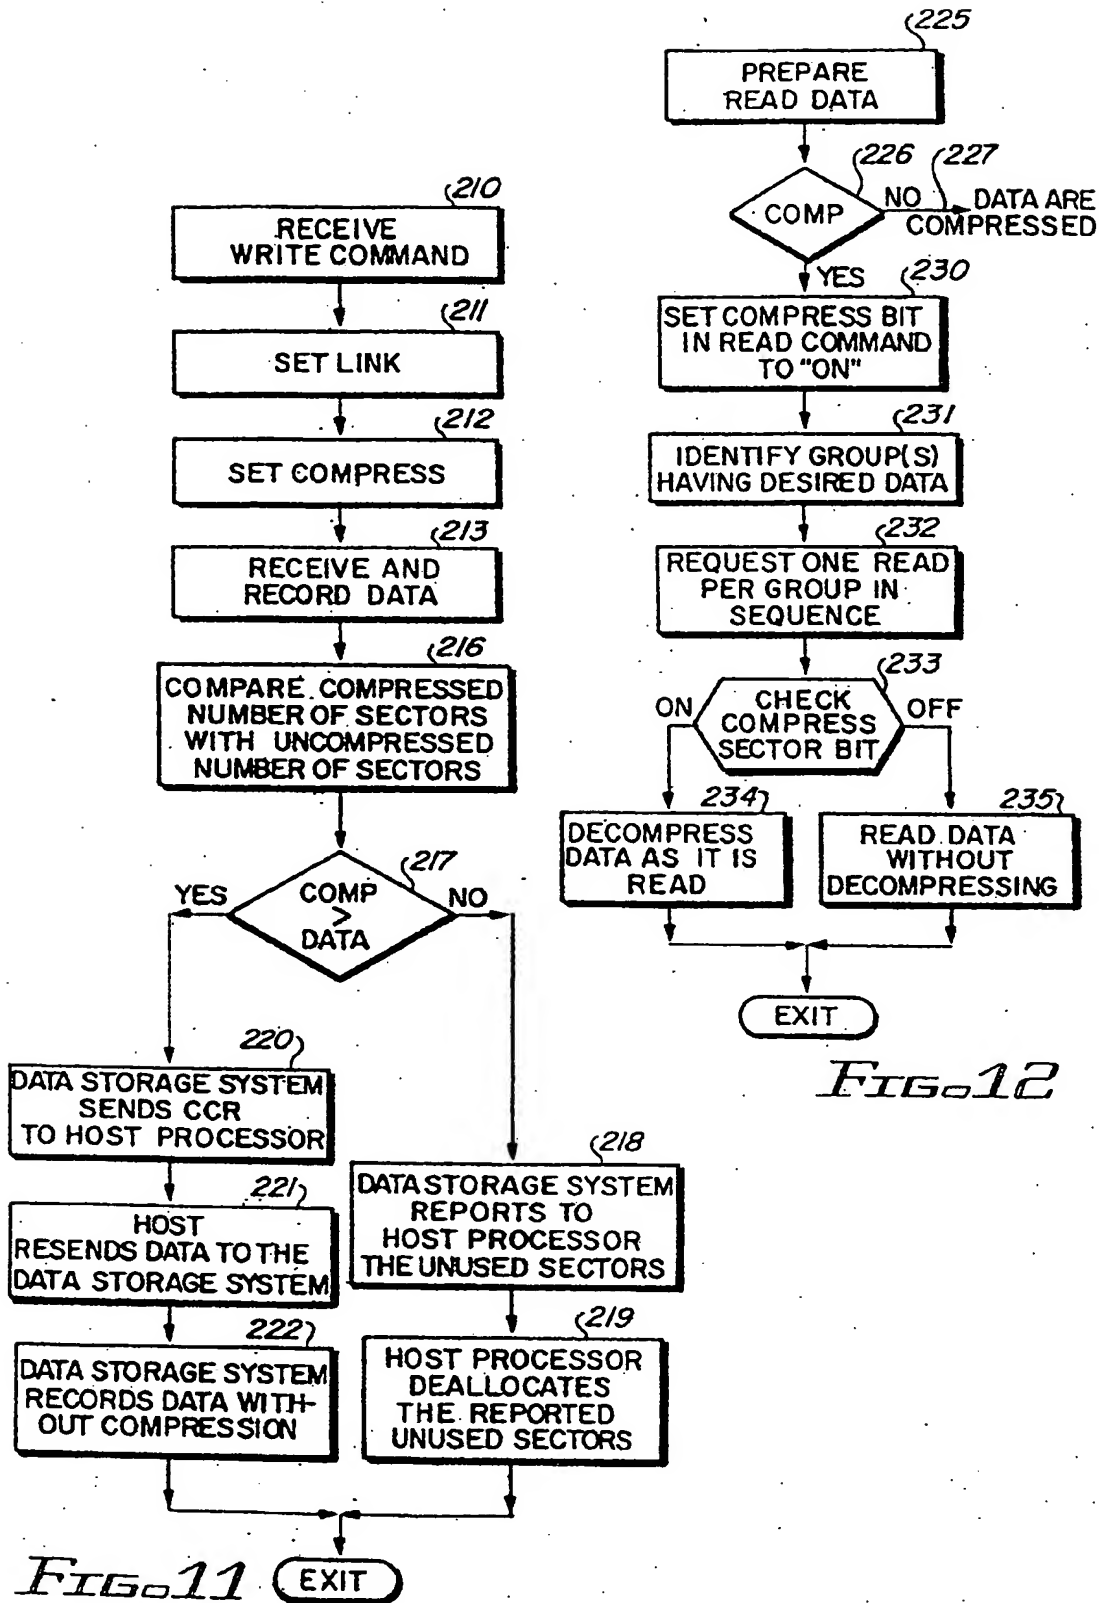 210
RECEIVE
WRITE COMMAND
211
SET LINK
212
SET COMPRESS
213
RECEIVE AND
RECORD DATA
216
COMPARE COMPRESSED
NUMBER OF SECTORS
WITH UNCOMPRESSED
NUMBER OF SECTORS
217
YES
COMP
>
DATA
NO
220
DATA STORAGE SYSTEM
SENDS CCR
TO HOST PROCESSOR
221
HOST
RESENDS DATA TO THE
DATA STORAGE SYSTEM
222
DATA STORAGE SYSTEM
RECORDS DATA WITH-
OUT COMPRESSION
218
DATA STORAGE SYSTEM
REPORTS TO
HOST PROCESSOR
THE UNUSED SECTORS
219
HOST PROCESSOR
DEALLOCATES
THE REPORTED
UNUSED SECTORS
EXIT
FIG. 11
225
PREPARE
READ DATA
226
227
COMP
NO
DATA ARE
COMPRESSED
YES
230
SET COMPRESS BIT
IN READ COMMAND
TO "ON"
231
IDENTIFY GROUP(S)
HAVING DESIRED DATA
232
REQUEST ONE READ
PER GROUP IN
SEQUENCE
233
ON
CHECK
COMPRESS
SECTOR BIT
OFF
234
DECOMPRESS
DATA AS IT IS
READ
235
READ DATA
WITHOUT
DECOMPRESSING
EXIT
FIG. 12